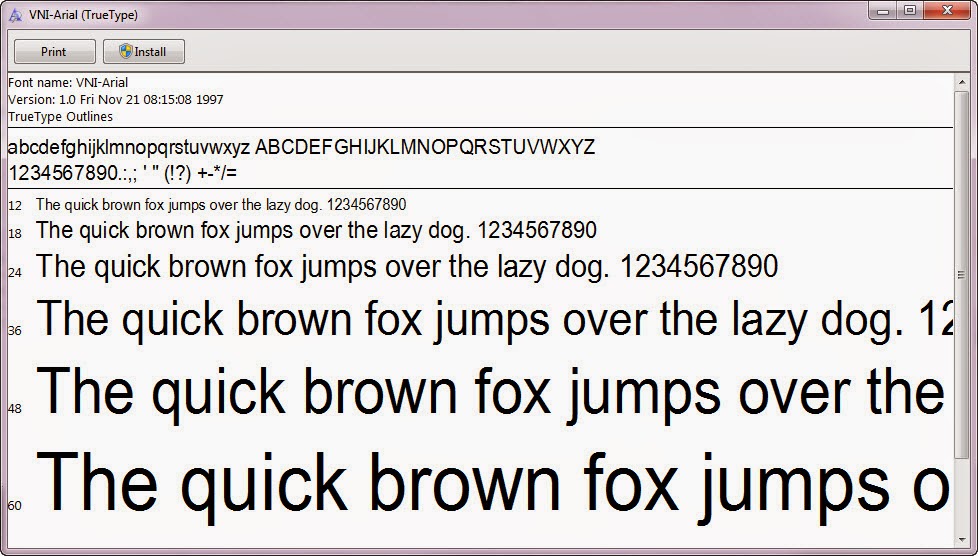 VNI-Arial (TrueType)
Print Install
Font name: VNI-Arial
Version: 1.0 Fri Nov 21 08:15:08 1997
TrueType Outlines
abcdefghijklmnopqrstuvwxyz ABCDEFGHIJKLMNOPQRSTUVWXYZ
1234567890.:,; ' " (!?) +-*/=
12 The quick brown fox jumps over the lazy dog. 1234567890
18 The quick brown fox jumps over the lazy dog. 1234567890
24 The quick brown fox jumps over the lazy dog. 1234567890
36 The quick brown fox jumps over the lazy dog. 12
48 The quick brown fox jumps over the
60 The quick brown fox jumps o